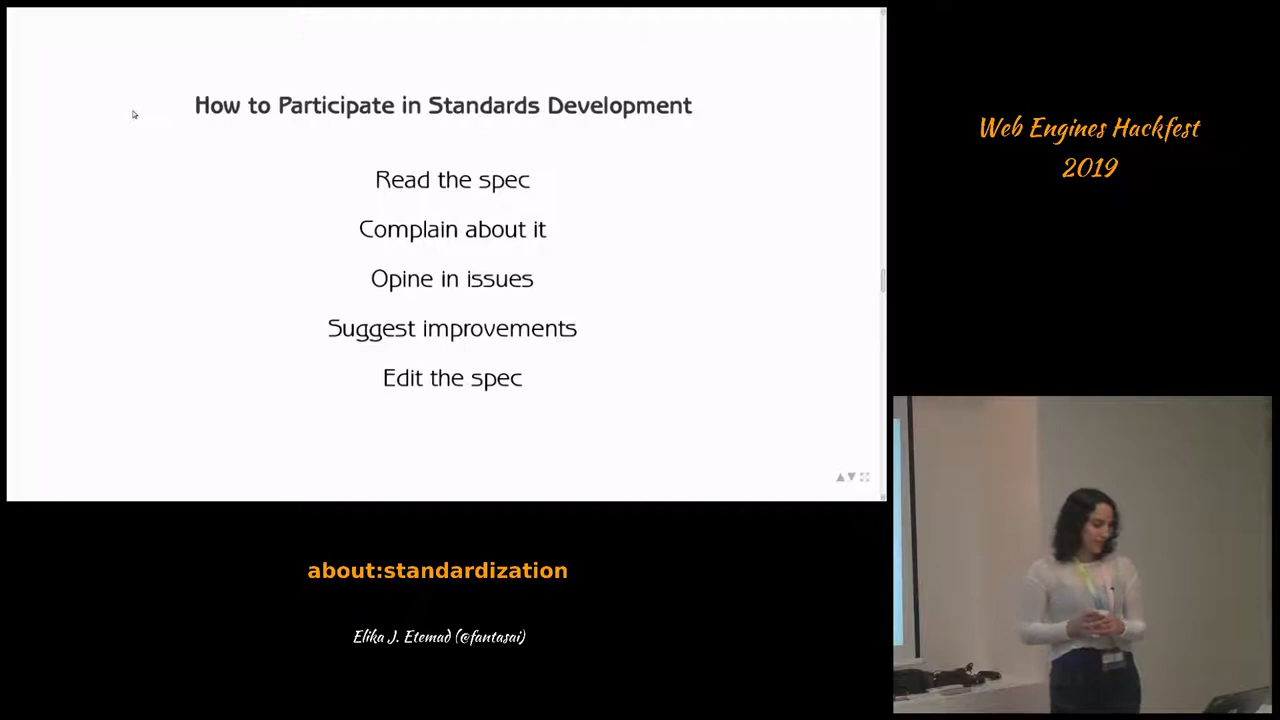 How to Participate in Standards Development
Read the spec
Complain about it
Opine in issues
Suggest improvements
Edit the spec
Web Engines Hackfest
2019
about:standardization
Elika J. Etemad (@fantasai)